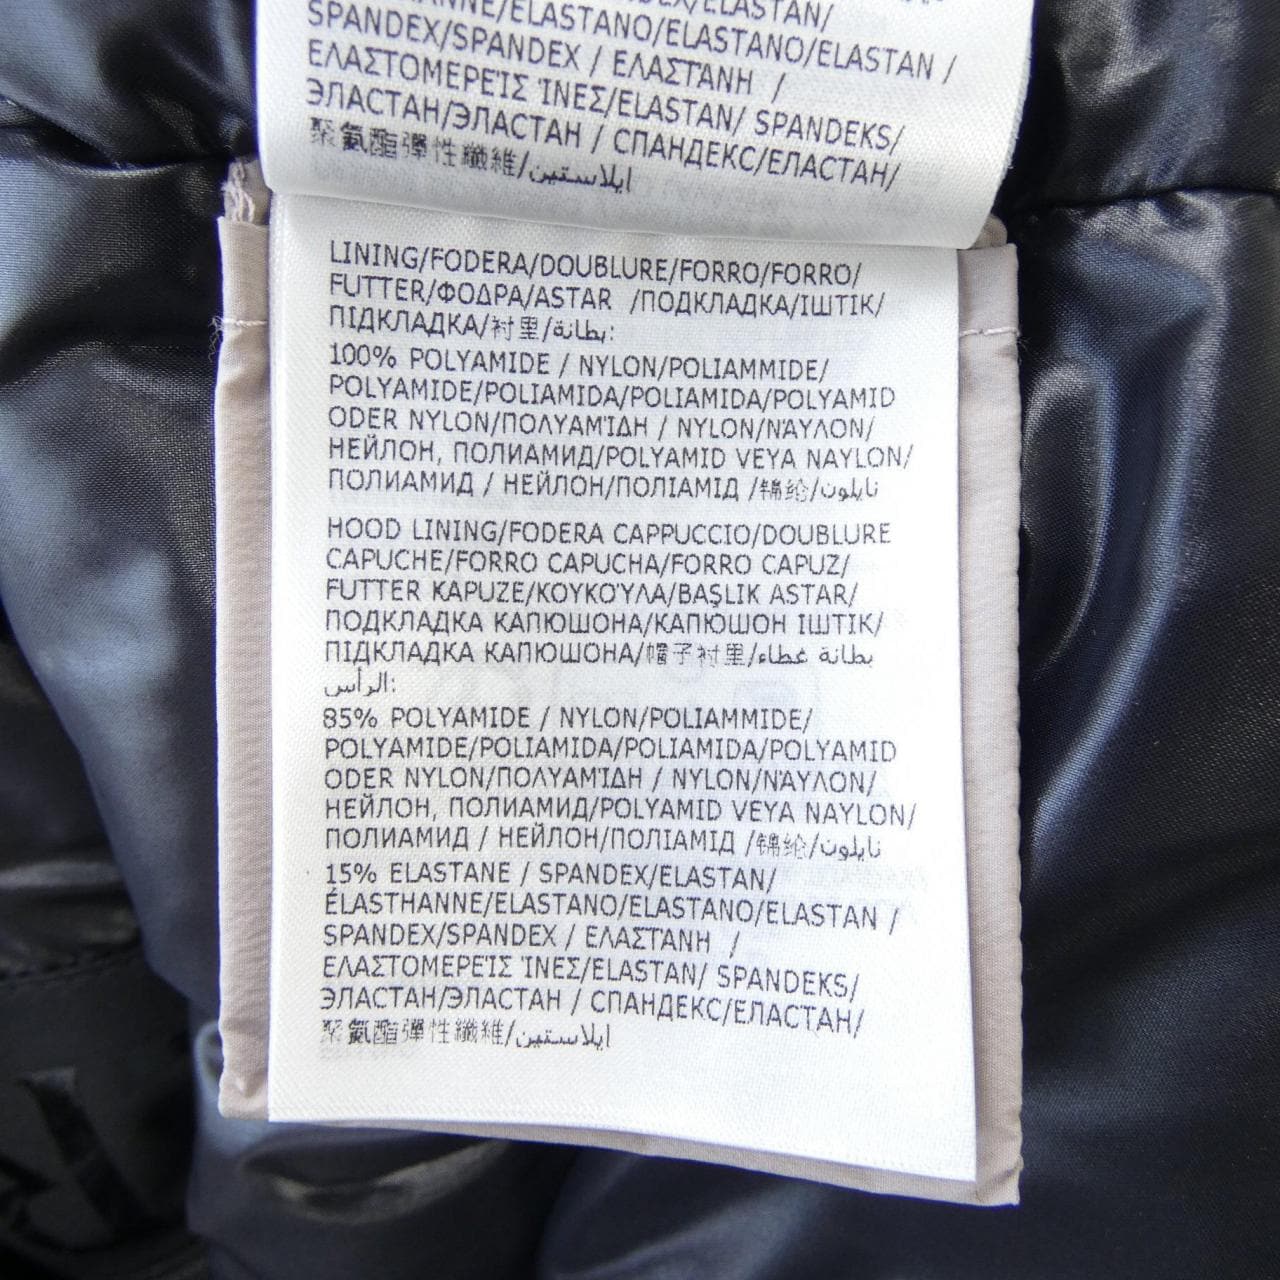 THANNE/ELASTANO/ELASTANO/ELASTAN /
SPANDEX/SPANDEX / ΕΛΑΣΤΆΝΗ /
ΕΛΑΣΤΟΜΕΡΕΊΣ ΊΝΕΣ/ELASTAN/ SPANDEKS/
ЭЛАСТАН/ЭЛАСТАН / СПАНДЕКС/ЕЛАСТАН/
聚氨酯彈性纖維/ايلاستين
LINING/FODERA/DOUBLURE/FORRO/FORRO/
FUTTER/ΦΟΔΡΑ/ASTAR /ПОДКЛАДКА/ІШТІК/
ПІДКЛАДКА/衬里/بطانة:
100% POLYAMIDE / NYLON/POLIAMMIDE/
POLYAMIDE/POLIAMIDA/POLIAMIDA/POLYAMID
ODER NYLON/ΠΟΛΥΑΜΊΔΗ / NYLON/ΝΆΥΛΟΝ/
НЕЙЛОН, ПОЛИАМИД/POLYAMID VEYA NAYLON/
ПОЛИАМИД / НЕЙЛОН/ПОЛІАМІД /锦纶/نايلون
HOOD LINING/FODERA CAPPUCCIO/DOUBLURE
CAPUCHE/FORRO CAPUCHA/FORRO CAPUZ/
FUTTER KAPUZE/ΚΟΥΚΟΎΛΑ/BAŞLIK ASTAR/
ПОДКЛАДКА КАПЮШОНА/КАПЮШОН ІШТІК/
ПІДКЛАДКА КАПЮШОНА/帽子衬里/بطانة غطاء
الرأس:
85% POLYAMIDE / NYLON/POLIAMMIDE/
POLYAMIDE/POLIAMIDA/POLIAMIDA/POLYAMID
ODER NYLON/ΠΟΛΥΑΜΊΔΗ / NYLON/ΝΆΥΛΟΝ/
НЕЙЛОН, ПОЛИАМИД/POLYAMID VEYA NAYLON/
ПОЛИАМИД / НЕЙЛОН/ПОЛІАМІД /锦纶/نايلون
15% ELASTANE / SPANDEX/ELASTAN/
ÉLASTHANNE/ELASTANO/ELASTANO/ELASTAN /
SPANDEX/SPANDEX / ΕΛΑΣΤΆΝΗ /
ΕΛΑΣΤΟΜΕΡΕΊΣ ΊΝΕΣ/ELASTAN/ SPANDEKS/
ЭЛАСТАН/ЭЛАСТАН / СПАНДЕКС/ЕЛАСТАН/
聚氨酯彈性纖維/ايلاستين